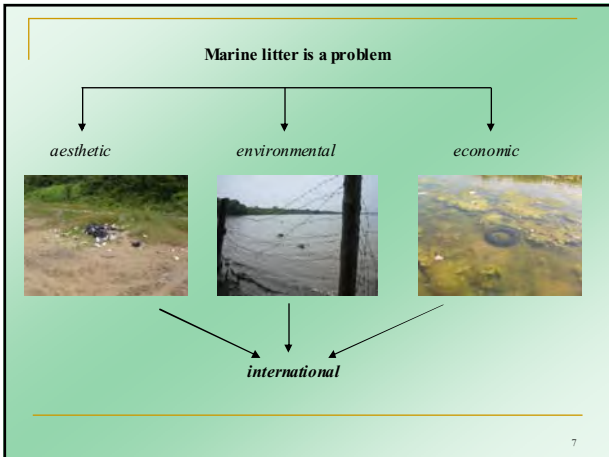 Marine litter is a problem
aesthetic environmental economic
international
7